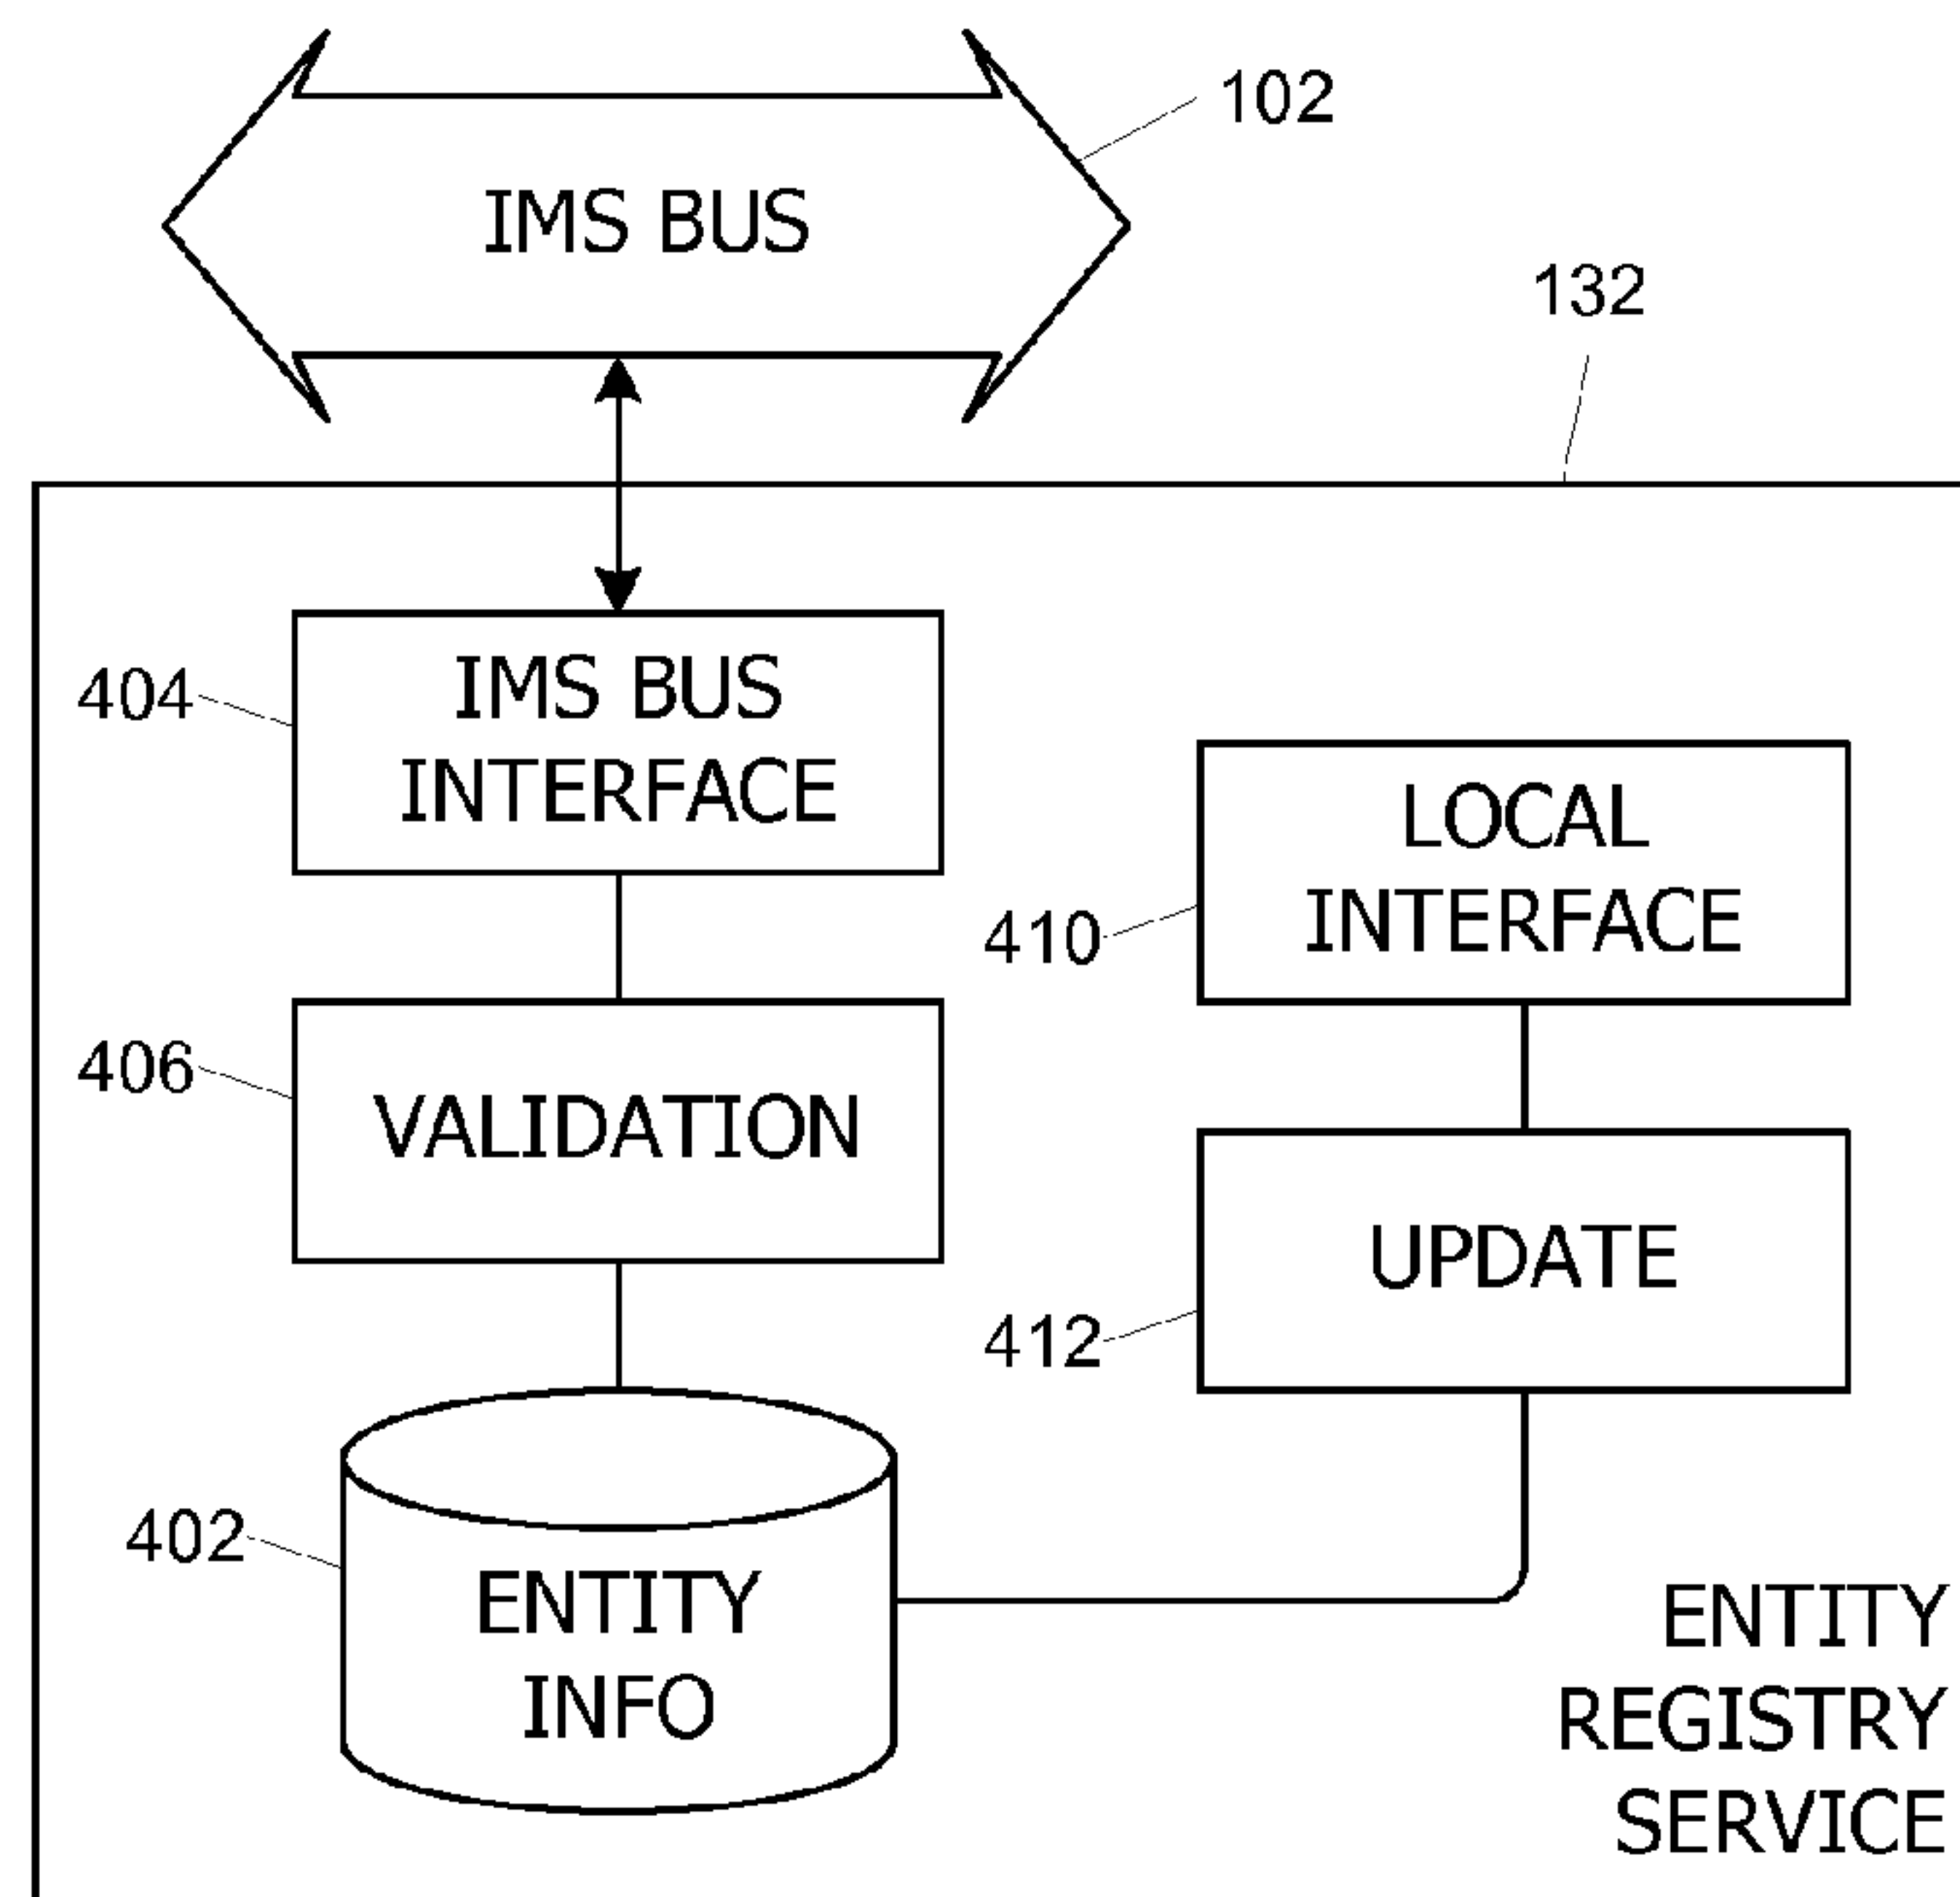 102
IMS BUS
132
IMS BUS
INTERFACE
404
LOCAL
INTERFACE
410
406
VALIDATION
UPDATE
412
402
ENTITY
INFO
ENTITY
REGISTRY
SERVICE